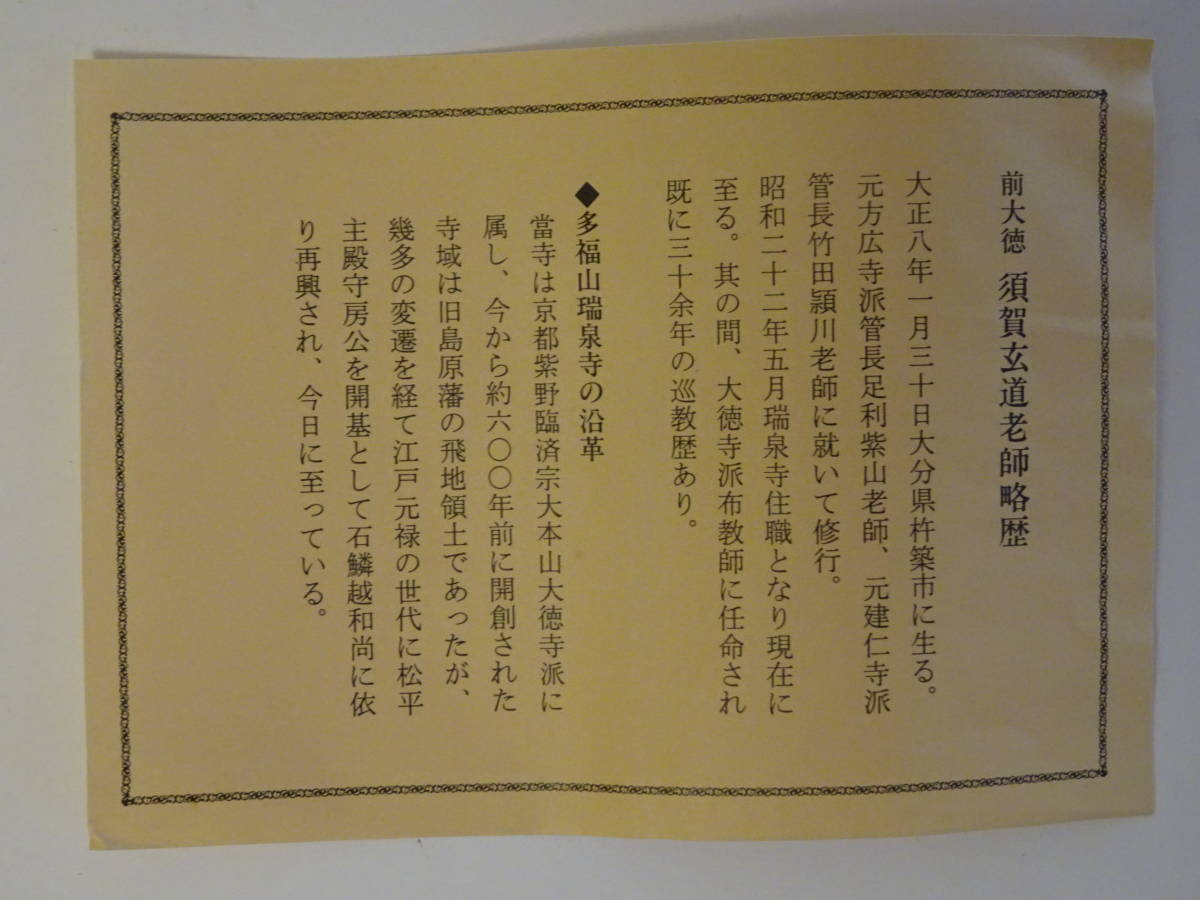 前大徳 須賀玄道老師略歴
大正八年一月三十日大分県杵築市に生る。
元方広寺派管長足利紫山老師、元建仁寺派
管長竹田頴川老師に就いて修行。
昭和二十二年五月瑞泉寺住職となり現在に
至る。其の間、大徳寺派布教師に任命され
既に三十余年の巡教歴あり。
◆多福山瑞泉寺の沿革
當寺は京都紫野臨済宗大本山大徳寺派に
属し、今から約六〇〇年前に開創された
寺域は旧島原藩の飛地領土であったが、
幾多の変遷を経て江戸元禄の世代に松平
主殿守房公を開基として石鱗越和尚に依
り再興され、今日に至っている。